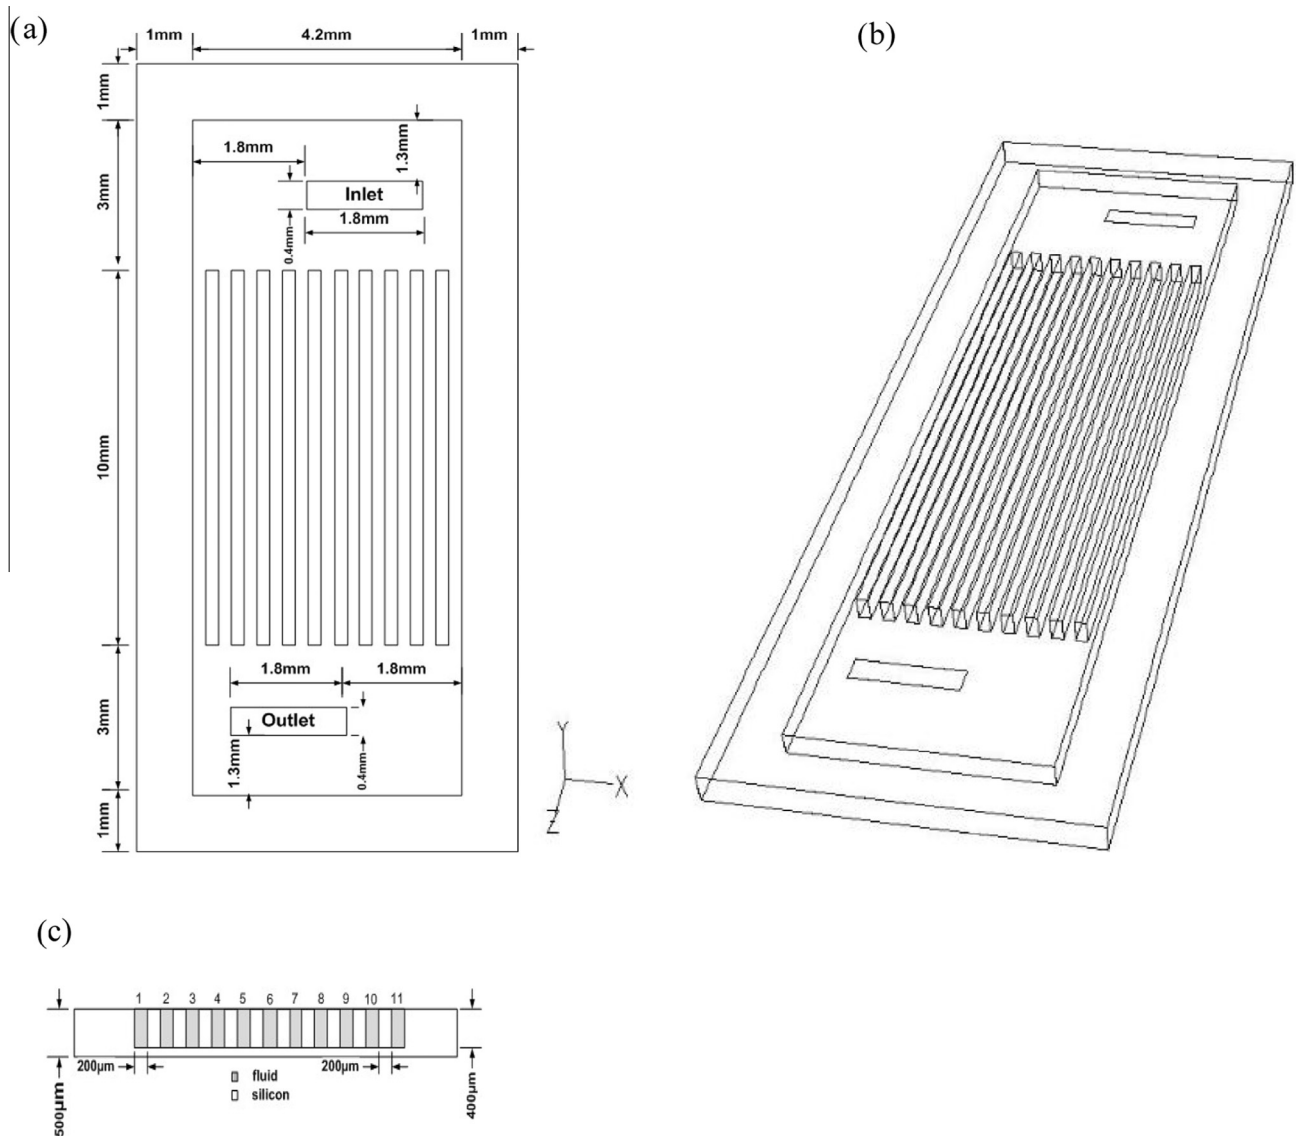 (a)
1mm 4.2mm 1mm
1mm
3mm
1.8mm
1.3mm
Inlet
1.8mm
0.4mm
10mm
3mm
1.8mm 1.8mm
Outlet
1.3mm
0.4mm
1mm
Y
X
Z
(b)
(c)
1 2 3 4 5 6 7 8 9 10 11
200µm 200µm
fluid
silicon
500µm
400µm